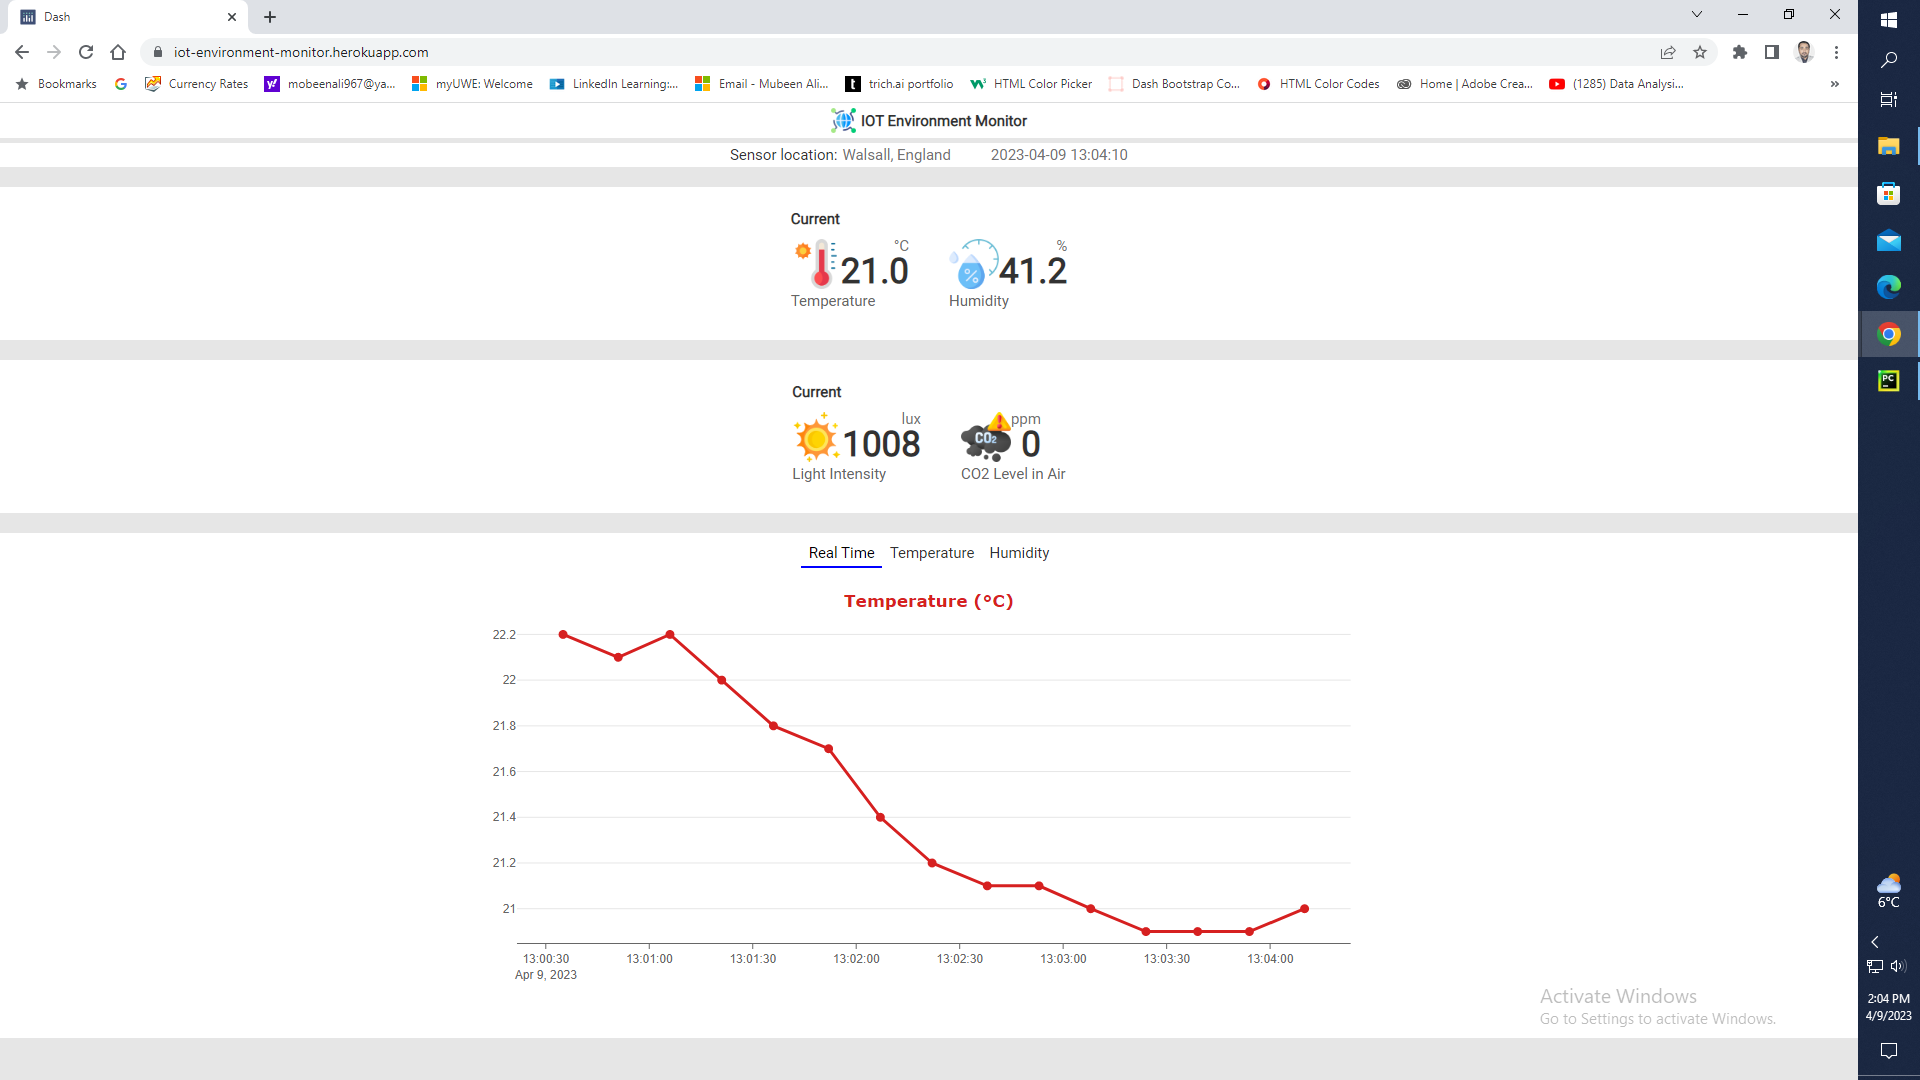 Dash
iot-environment-monitor.herokuapp.com
Bookmarks
Currency Rates
mobeenali967@ya...
myUWE: Welcome
LinkedIn Learning:...
Email - Mubeen Ali...
trich.ai portfolio
HTML Color Picker
Dash Bootstrap Co...
HTML Color Codes
Home | Adobe Crea...
(1285) Data Analysi...
»
IOT Environment Monitor
Sensor location: Walsall, England 2023-04-09 13:04:10
Current
°C
21.0
Temperature
%
41.2
Humidity
Current
lux
1008
Light Intensity
CO2
ppm
0
CO2 Level in Air
Real Time Temperature Humidity
Temperature (°C)
22.2
22
21.8
21.6
21.4
21.2
21
13:00:30 13:01:00 13:01:30 13:02:00 13:02:30 13:03:00 13:03:30 13:04:00
Apr 9, 2023
Activate Windows
Go to Settings to activate Windows.
PC
6°C
2:04 PM
4/9/2023